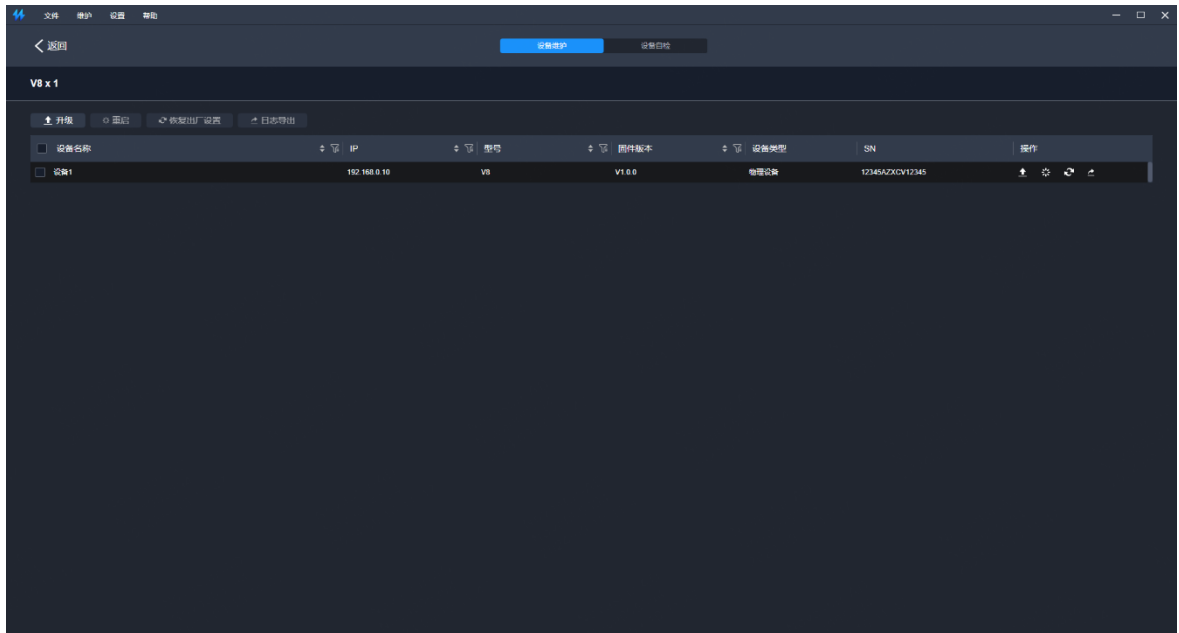 文件 维护 设置 帮助
返回 设备维护 设备自检
V8 x 1
升级 重启 恢复出厂设置 日志导出
设备名称 IP 型号 固件版本 设备类型 SN 操作
设备1 192.168.0.10 V8 V1.0.0 物理设备 12345AZXCV12345